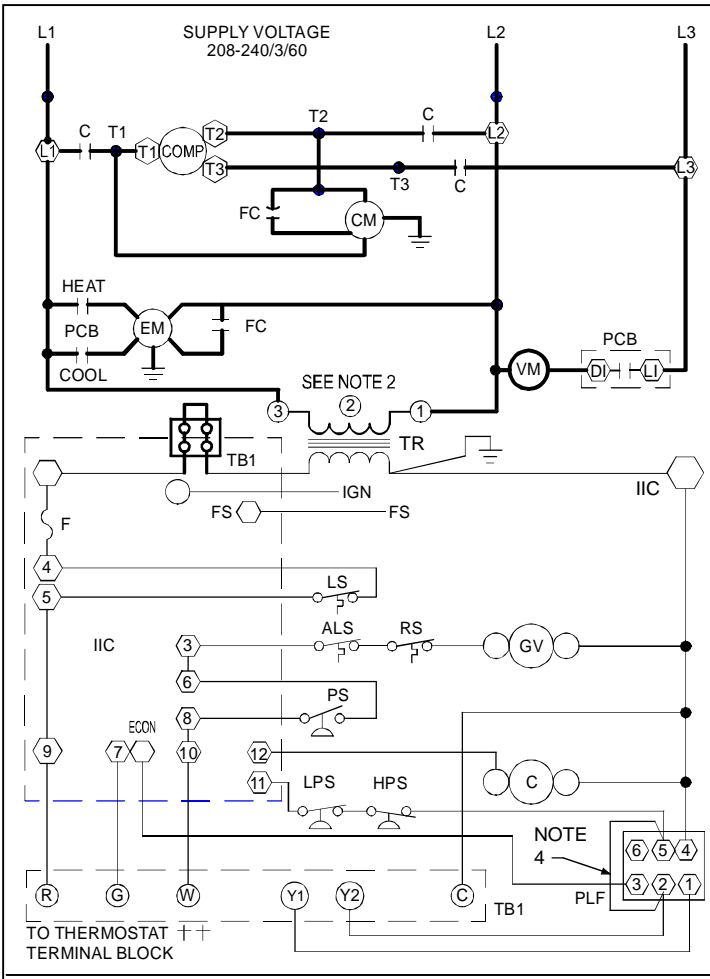 L1 SUPPLY VOLTAGE L2 L3
208-240/3/60
C T1 T2 C
L1 T1 COMP T2 L2
T3 T3 C L3
FC CM
HEAT
PCB EM FC PCB
COOL VM DI LI
SEE NOTE 2
3 2 1
TR
TB1
IGN IIC
FS FS
F
4
5 LS
IIC 3 ALS RS GV
6
8 PS
ECON
9 7 10 12 C
11 LPS HPS
NOTE
4
6 5 4
3 2 1
PLF
R G W Y1 Y2 C TB1
TO THERMOSTAT ++
TERMINAL BLOCK